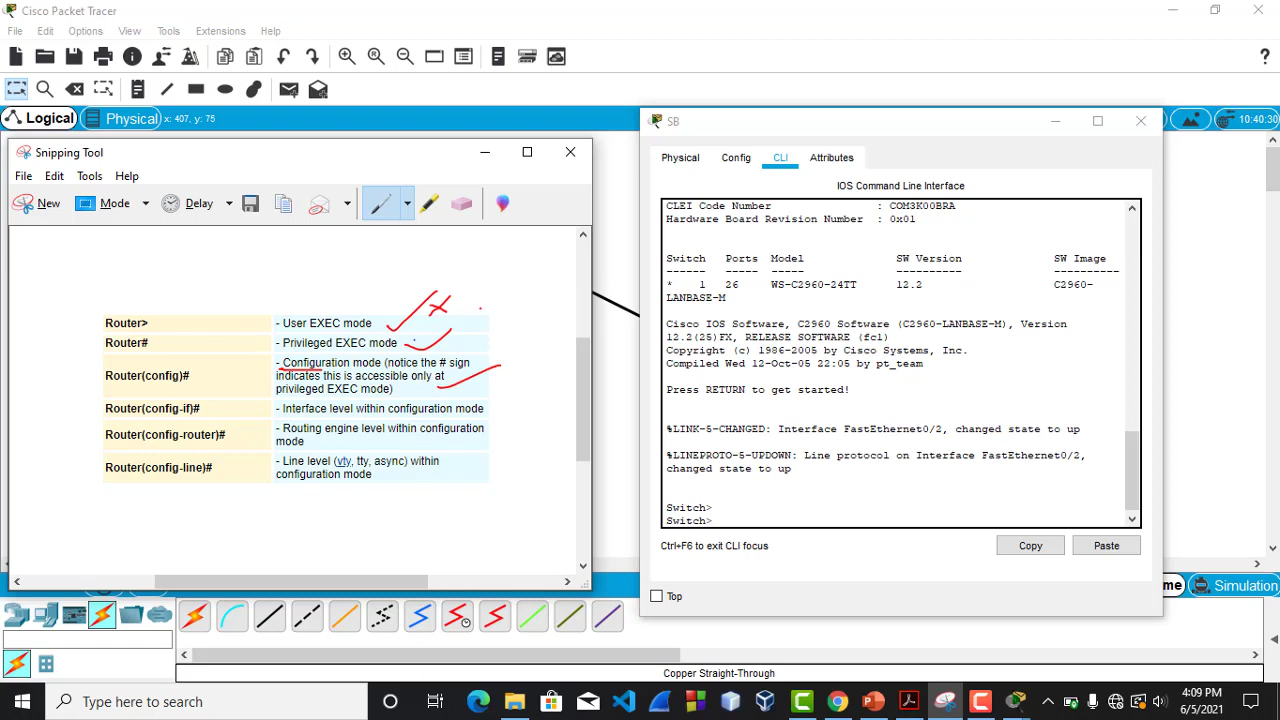 Cisco Packet Tracer
File Edit Options View Tools Extensions Help
?
Logical Physical x: 407, y: 75
10:40:30
Snipping Tool
File Edit Tools Help
New Mode Delay
Router> - User EXEC mode
Router# - Privileged EXEC mode
Router(config)# - Configuration mode (notice the # sign
indicates this is accessible only at
privileged EXEC mode)
Router(config-if)# - Interface level within configuration mode
Router(config-router)# - Routing engine level within configuration
mode
Router(config-line)# - Line level (vty, tty, async) within
configuration mode
SB
Physical Config CLI Attributes
IOS Command Line Interface
CLEI Code Number : COM3K00BRA
Hardware Board Revision Number : 0x01
Switch Ports Model SW Version SW Image
------ ----- ----- ---------- ----------
* 1 26 WS-C2960-24TT 12.2 C2960-
LANBASE-M
Cisco IOS Software, C2960 Software (C2960-LANBASE-M), Version
12.2(25)FX, RELEASE SOFTWARE (fc1)
Copyright (c) 1986-2005 by Cisco Systems, Inc.
Compiled Wed 12-Oct-05 22:05 by pt_team
Press RETURN to get started!
%LINK-5-CHANGED: Interface FastEthernet0/2, changed state to up
%LINEPROTO-5-UPDOWN: Line protocol on Interface FastEthernet0/2,
changed state to up
Switch>
Switch>
Ctrl+F6 to exit CLI focus
Copy Paste
Top
me Simulation
Copper Straight-Through
Type here to search
4:09 PM
6/5/2021